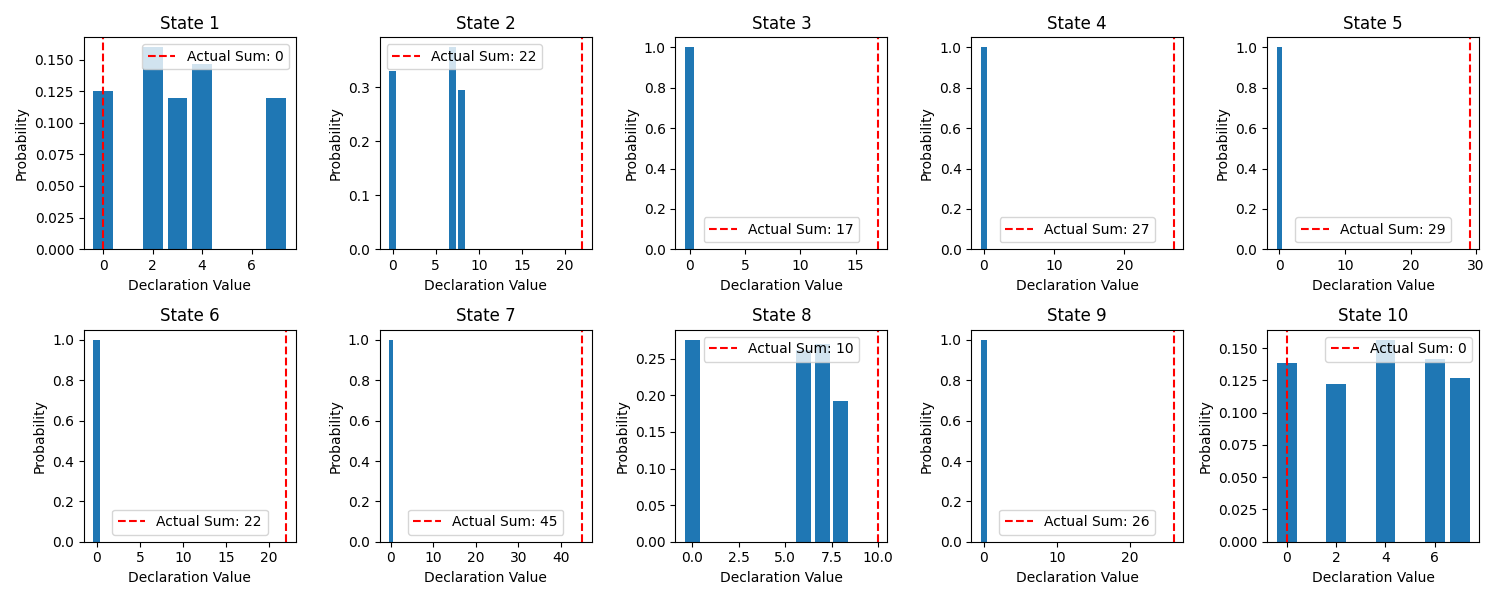 State 1
0.150
0.125
0.100
0.075
0.050
0.025
0.000
Probability
Actual Sum: 0
0 2 4 6
Declaration Value
State 2
0.3
0.2
0.1
0.0
Probability
Actual Sum: 22
0 5 10 15 20
Declaration Value
State 3
1.0
0.8
0.6
0.4
0.2
0.0
Probability
Actual Sum: 17
0 5 10 15
Declaration Value
State 4
1.0
0.8
0.6
0.4
0.2
0.0
Probability
Actual Sum: 27
0 10 20
Declaration Value
State 5
1.0
0.8
0.6
0.4
0.2
0.0
Probability
Actual Sum: 29
0 10 20 30
Declaration Value
State 6
1.0
0.8
0.6
0.4
0.2
0.0
Probability
Actual Sum: 22
0 5 10 15 20
Declaration Value
State 7
1.0
0.8
0.6
0.4
0.2
0.0
Probability
Actual Sum: 45
0 10 20 30 40
Declaration Value
State 8
0.25
0.20
0.15
0.10
0.05
0.00
Probability
Actual Sum: 10
0.0 2.5 5.0 7.5 10.0
Declaration Value
State 9
1.0
0.8
0.6
0.4
0.2
0.0
Probability
Actual Sum: 26
0 10 20
Declaration Value
State 10
0.150
0.125
0.100
0.075
0.050
0.025
0.000
Probability
Actual Sum: 0
0 2 4 6
Declaration Value